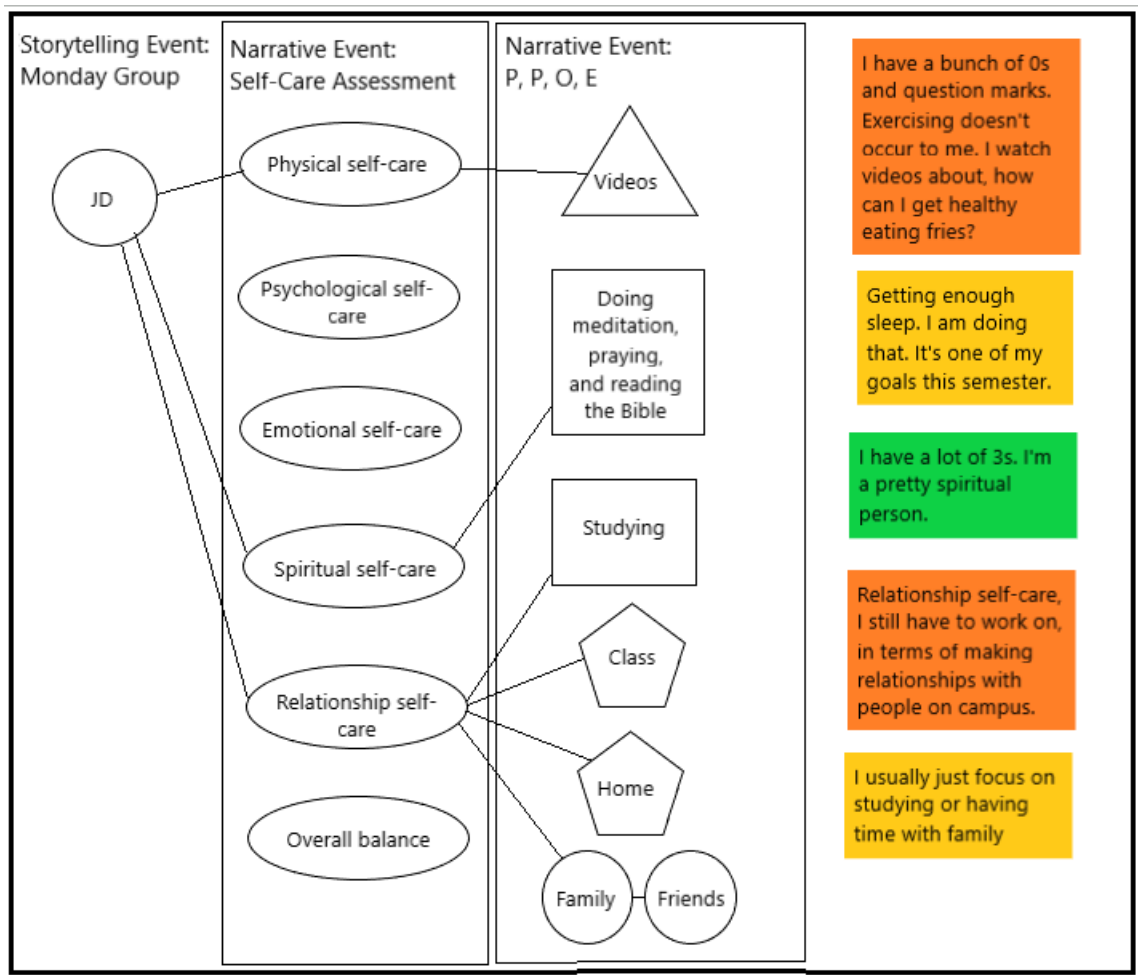 Storytelling Event:
Monday Group
JD
Narrative Event:
Self-Care Assessment
Physical self-care
Psychological self-
care
Emotional self-care
Spiritual self-care
Relationship self-
care
Overall balance
Narrative Event:
P, P, O, E
Videos
Doing
meditation,
praying,
and reading
the Bible
Studying
Class
Home
Family
Friends
I have a bunch of 0s
and question marks.
Exercising doesn't
occur to me. I watch
videos about, how
can I get healthy
eating fries?
Getting enough
sleep. I am doing
that. It's one of my
goals this semester.
I have a lot of 3s. I'm
a pretty spiritual
person.
Relationship self-care,
I still have to work on,
in terms of making
relationships with
people on campus.
I usually just focus on
studying or having
time with family